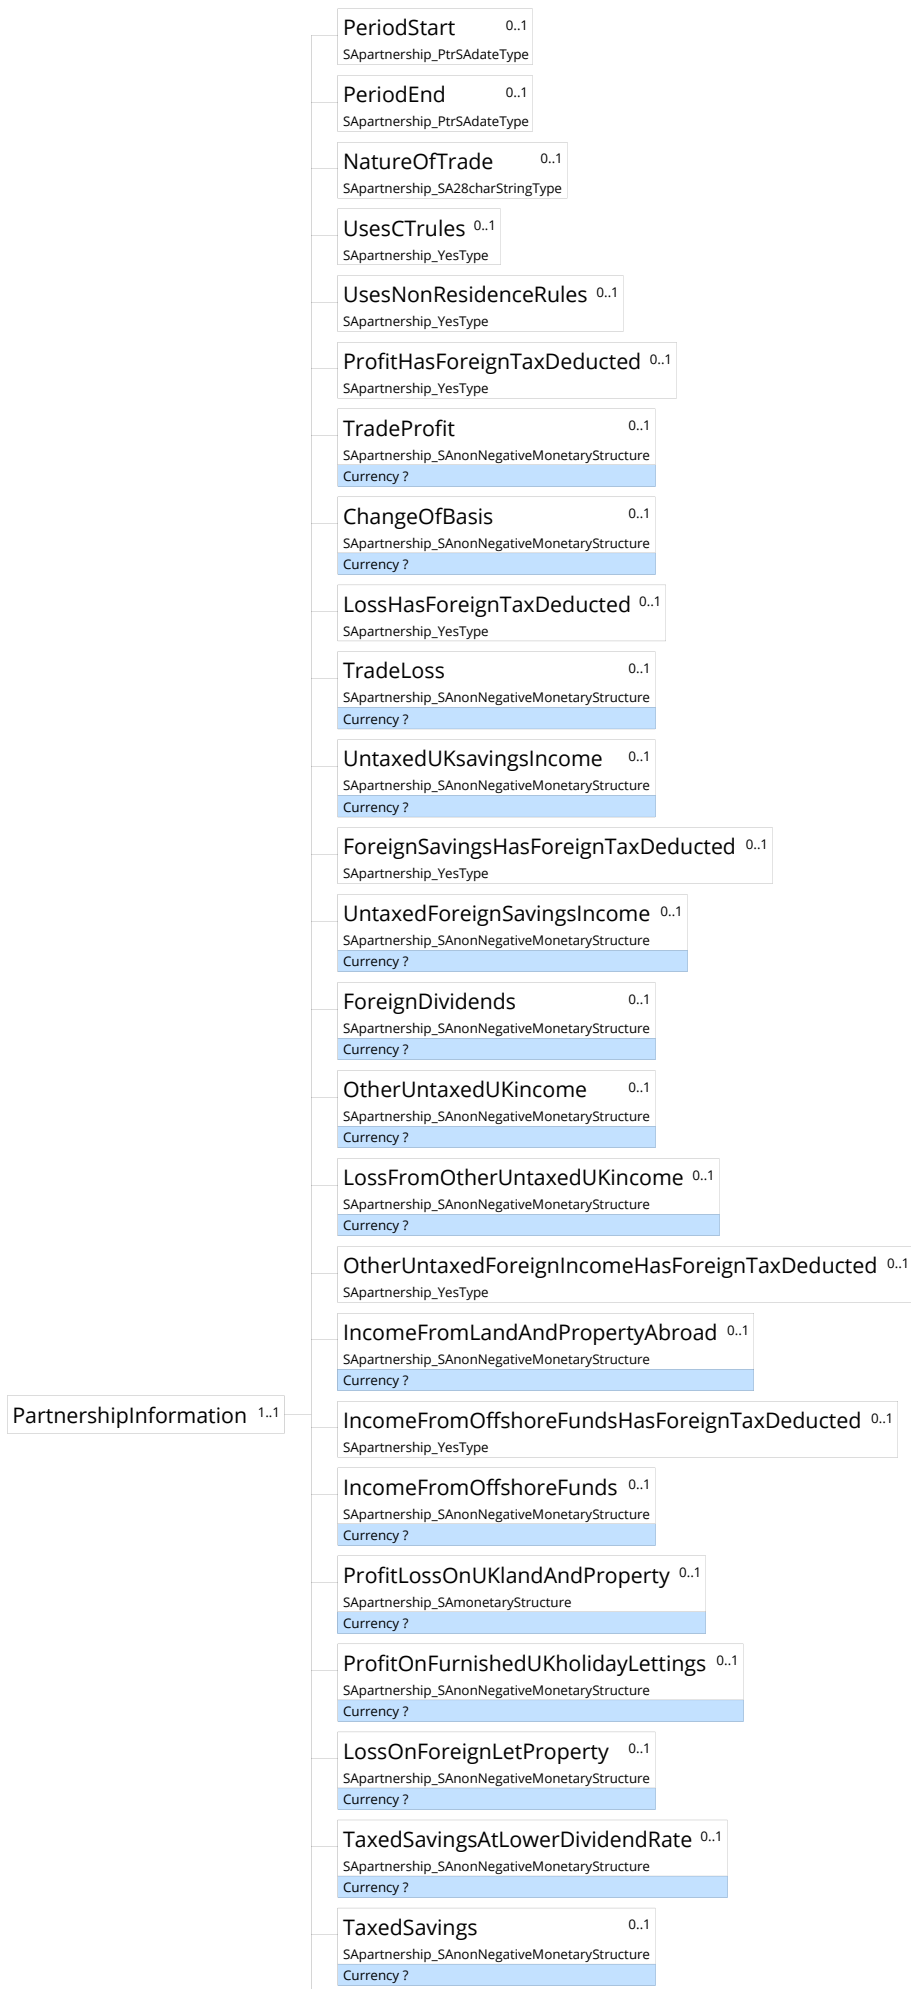 PeriodStart 0..1
SApartnership_PtrSAdateType
PeriodEnd 0..1
SApartnership_PtrSAdateType
NatureOfTrade 0..1
SApartnership_SA28charStringType
UsesCTrules 0..1
SApartnership_YesType
UsesNonResidenceRules 0..1
SApartnership_YesType
ProfitHasForeignTaxDeducted 0..1
SApartnership_YesType
TradeProfit 0..1
SApartnership_SAnonNegativeMonetaryStructure
Currency ?
ChangeOfBasis 0..1
SApartnership_SAnonNegativeMonetaryStructure
Currency ?
LossHasForeignTaxDeducted 0..1
SApartnership_YesType
TradeLoss 0..1
SApartnership_SAnonNegativeMonetaryStructure
Currency ?
UntaxedUKsavingsIncome 0..1
SApartnership_SAnonNegativeMonetaryStructure
Currency ?
ForeignSavingsHasForeignTaxDeducted 0..1
SApartnership_YesType
UntaxedForeignSavingsIncome 0..1
SApartnership_SAnonNegativeMonetaryStructure
Currency ?
ForeignDividends 0..1
SApartnership_SAnonNegativeMonetaryStructure
Currency ?
OtherUntaxedUKincome 0..1
SApartnership_SAnonNegativeMonetaryStructure
Currency ?
LossFromOtherUntaxedUKincome 0..1
SApartnership_SAnonNegativeMonetaryStructure
Currency ?
OtherUntaxedForeignIncomeHasForeignTaxDeducted 0..1
SApartnership_YesType
IncomeFromLandAndPropertyAbroad 0..1
SApartnership_SAnonNegativeMonetaryStructure
Currency ?
PartnershipInformation 1..1
IncomeFromOffshoreFundsHasForeignTaxDeducted 0..1
SApartnership_YesType
IncomeFromOffshoreFunds 0..1
SApartnership_SAnonNegativeMonetaryStructure
Currency ?
ProfitLossOnUKlandAndProperty 0..1
SApartnership_SAmonetaryStructure
Currency ?
ProfitOnFurnishedUKholidayLettings 0..1
SApartnership_SAnonNegativeMonetaryStructure
Currency ?
LossOnForeignLetProperty 0..1
SApartnership_SAnonNegativeMonetaryStructure
Currency ?
TaxedSavingsAtLowerDividendRate 0..1
SApartnership_SAnonNegativeMonetaryStructure
Currency ?
TaxedSavings 0..1
SApartnership_SAnonNegativeMonetaryStructure
Currency ?